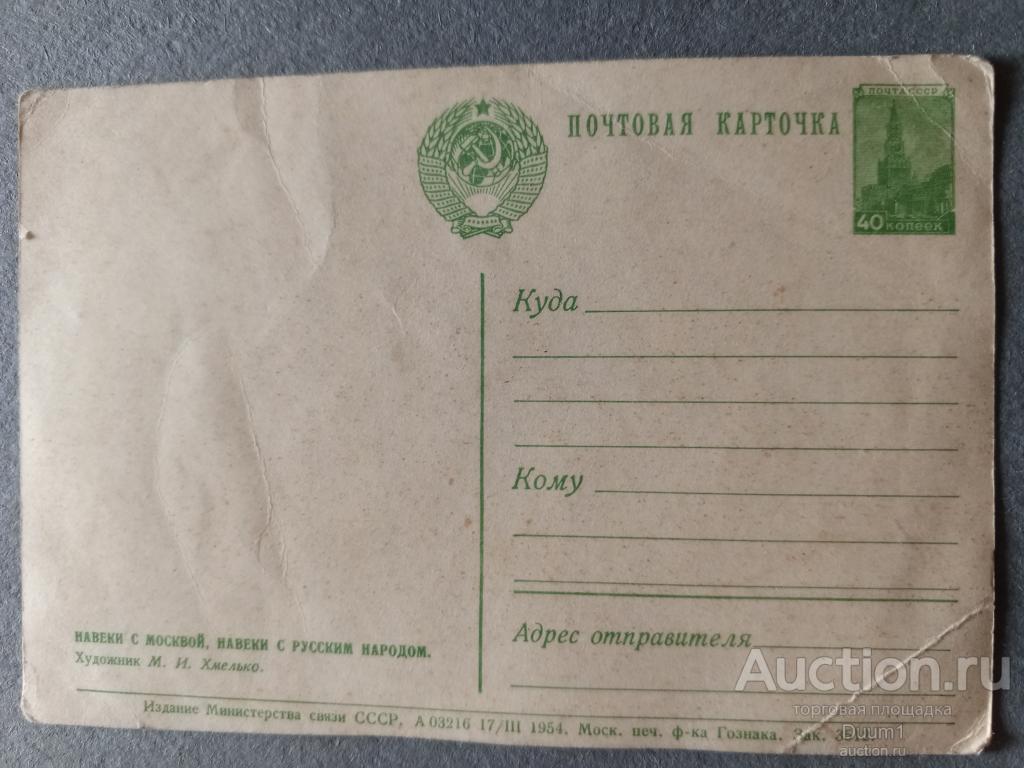 ПОЧТА СССР
ПОЧТОВАЯ КАРТОЧКА
40 КОПЕЕК
Куда
Кому
НАВЕКИ С МОСКВОЙ, НАВЕКИ С РУССКИМ НАРОДОМ.
Художник М. И. Хмелько.
Адрес отправителя
Издание Министерства связи СССР, А 03216 17/III 1954. Моск. печ. ф-ка Гознака. Зак.
Auction.ru
торговая площадка
Duum1
auction.ru